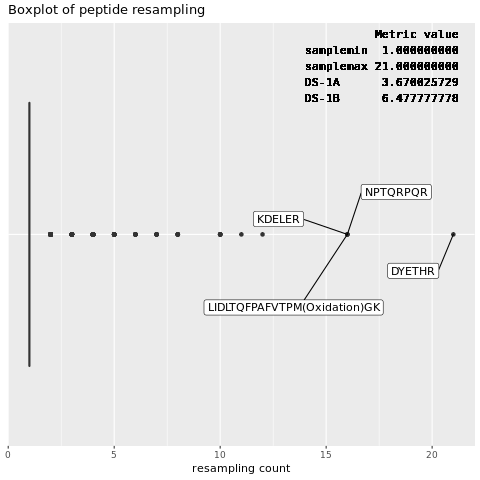 Boxplot of peptide resampling
Metric value
samplemin 1.000000000
samplemax 21.000000000
DS-1A 3.670025729
DS-1B 6.477777778
NPTQRPQR
KDELER
DYETHR
LIDLTQFPAFVTPM(Oxidation)GK
0 5 10 15 20
resampling count